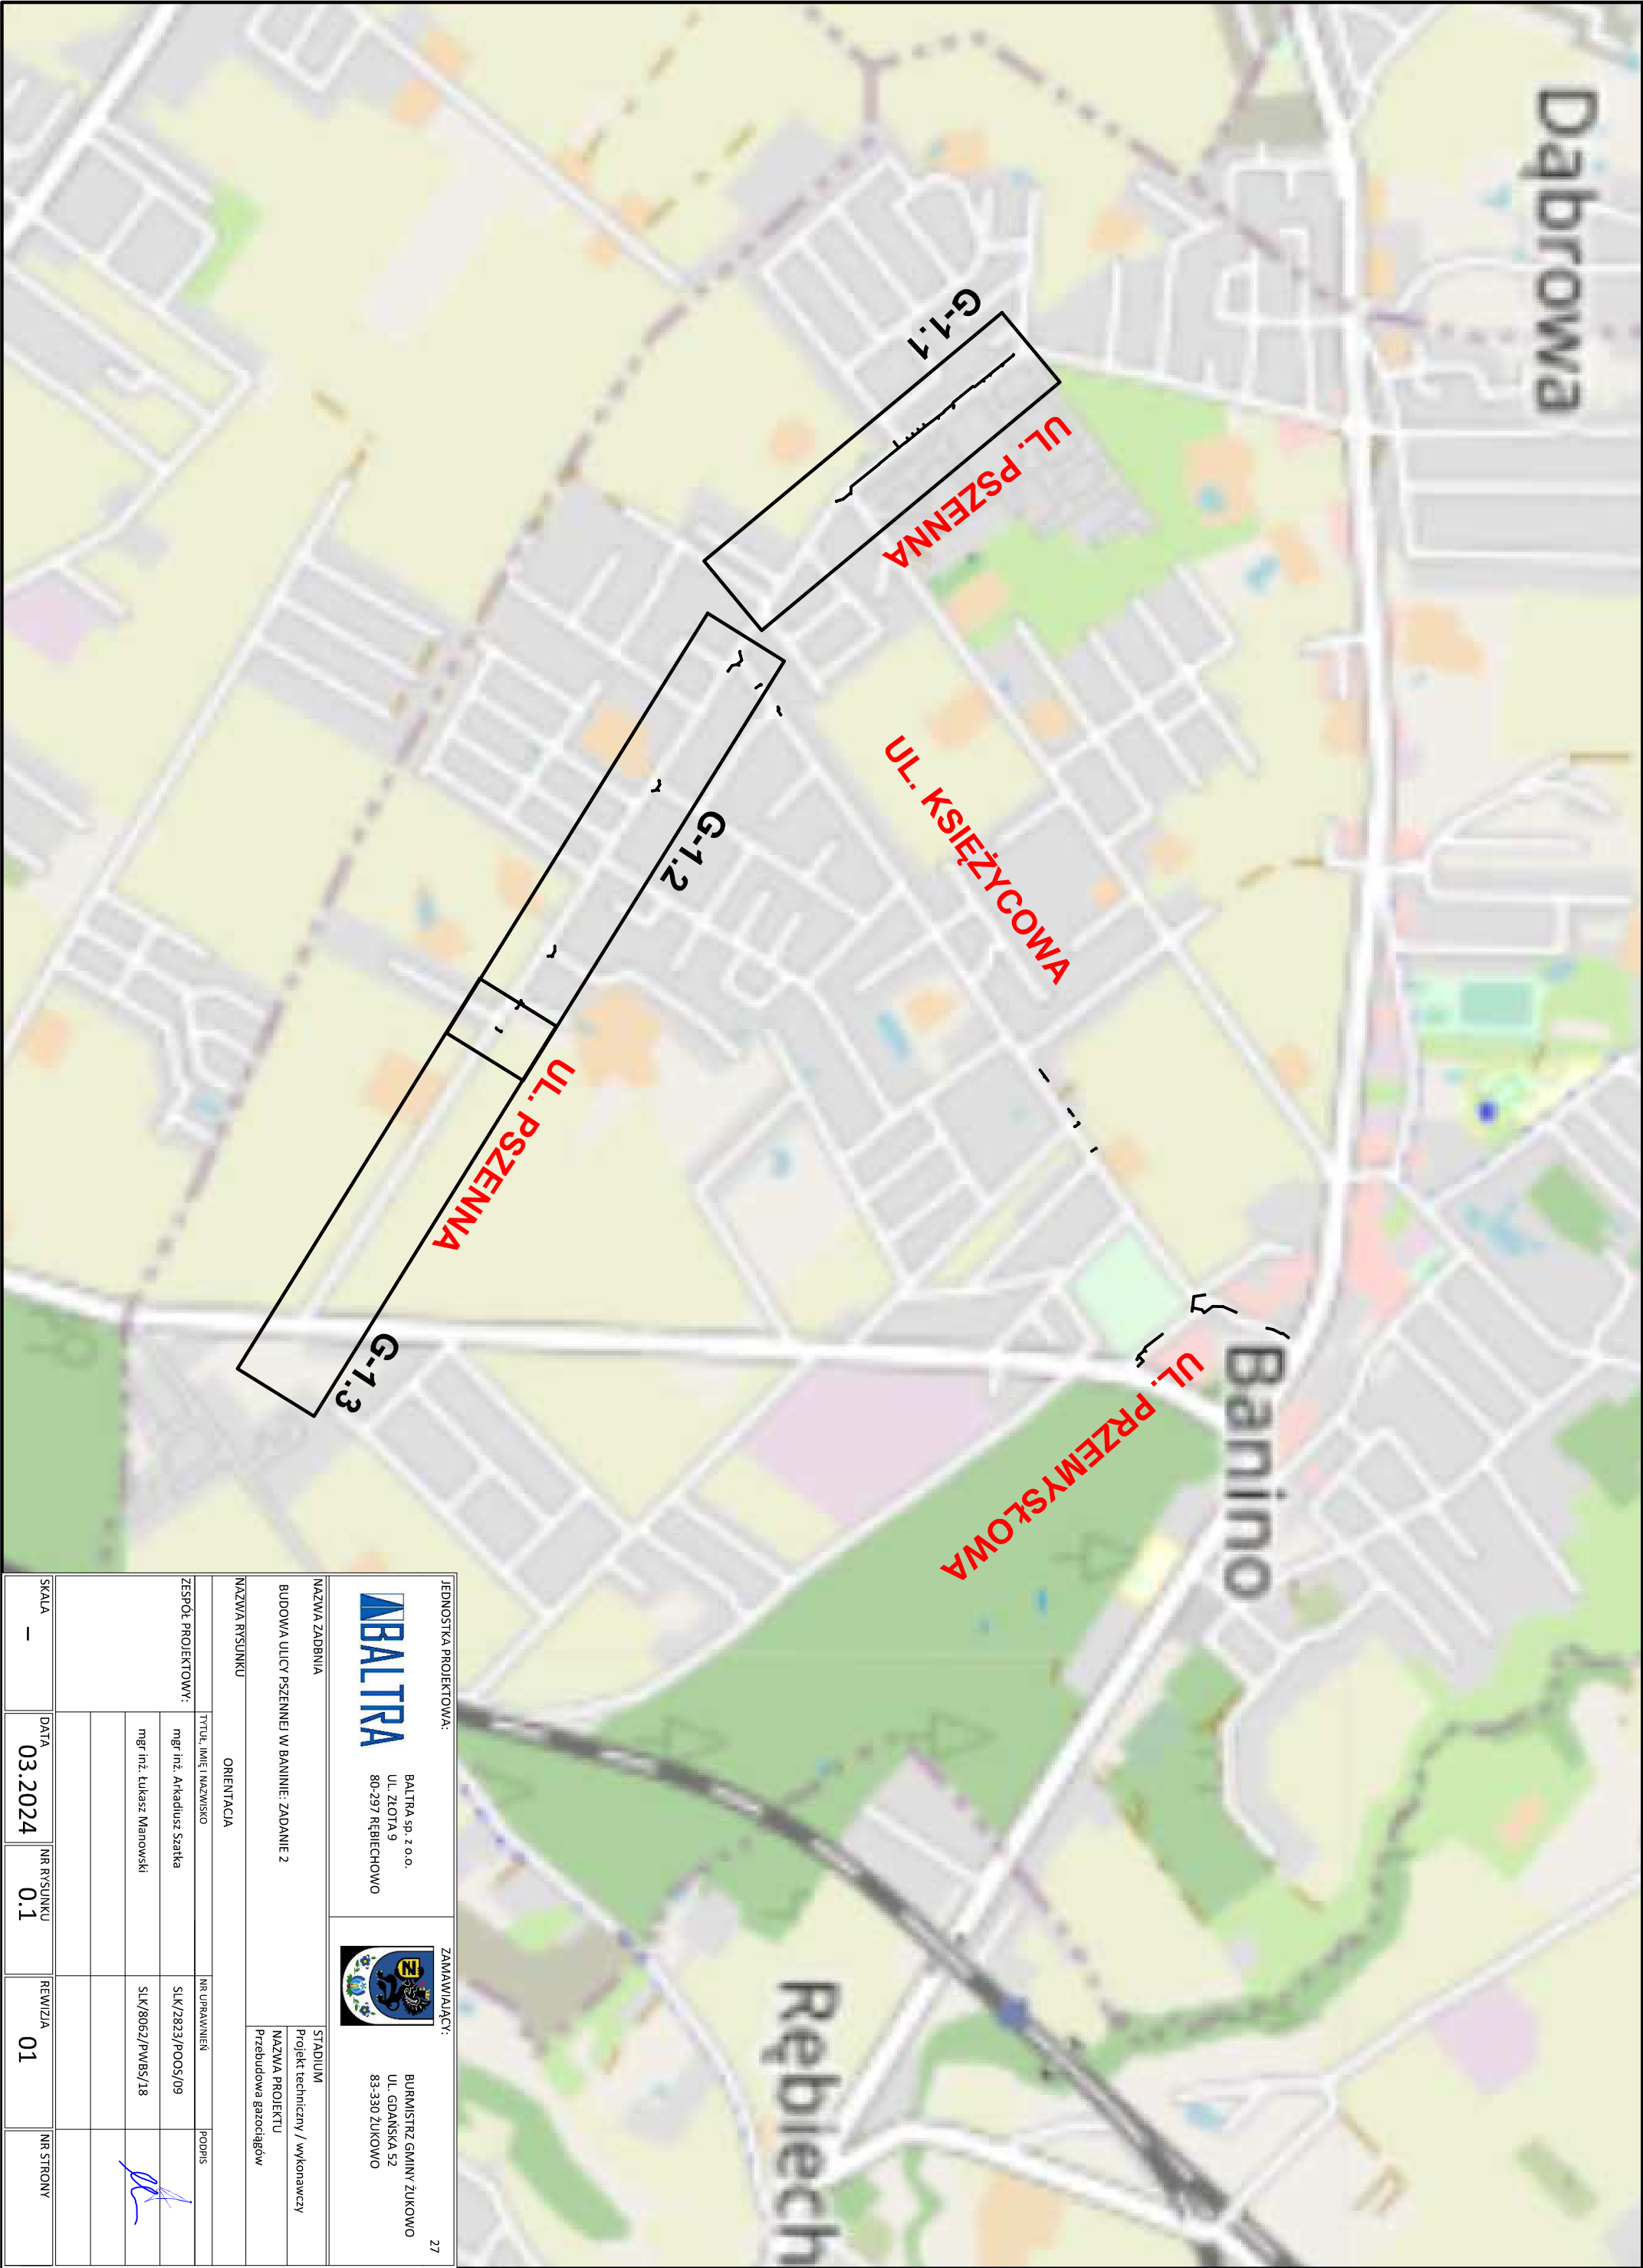 Dąbrowa
Banino
Rębiech
G-1.1
UL. PSZENNA
UL. KSIĘŻYCOWA
G-1.2
UL. PSZENNA
G-1.3
UL. PRZEMYSŁOWA
27
JEDNOSTKA PROJEKTOWA:
BALTRA
BALTRA sp. z o.o.
UL. ZŁOTA 9
80-297 RĘBIECHOWO
ZAMAWIAJĄCY:
BURMISTRZ GMINY ŻUKOWO
UL. GDAŃSKA 52
83-330 ŻUKOWO
NAZWA ZADBNIA
BUDOWA ULICY PSZENNEJ W BANINIE: ZADANIE 2
STADIUM
Projekt techniczny / wykonawczy
NAZWA PROJEKTU
Przebudowa gazociągów
NAZWA RYSUNKU
ORIENTACJA
ZESPÓŁ PROJEKTOWY:
TYTUŁ, IMIĘ I NAZWISKO
NR UPRAWNIEŃ
PODPIS
mgr inż. Arkadiusz Szatka
SLK/2823/POOS/09
mgr inż. Łukasz Manowski
SLK/8062/PWBS/18
SKALA
–
DATA
03.2024
NR RYSUNKU
0.1
REWIZJA
01
NR STRONY